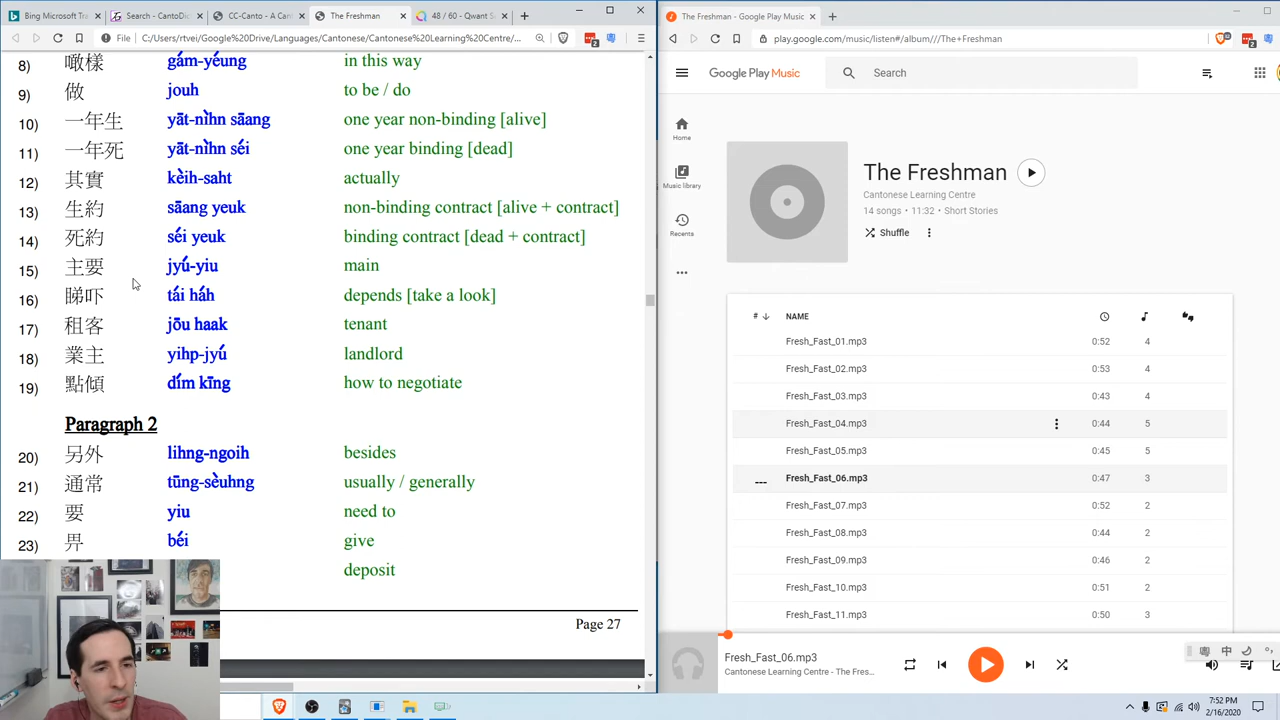 Bing Microsoft Tra
Search - CantoDic
CC-Canto - A Cant
The Freshman
48 / 60 - Qwant S
The Freshman - Google Play Music
File C:/Users/rtvei/Google%20Drive/Languages/Cantonese/Cantonese%20Learning%20Centre/...
play.google.com/music/listen#/album///The+Freshman
8) 噉樣 gám-yéung in this way
9) 做 jouh to be / do
10) 一年生 yāt-nìhn sāang one year non-binding [alive]
11) 一年死 yāt-nìhn séi one year binding [dead]
12) 其實 kèih-saht actually
13) 生約 sāang yeuk non-binding contract [alive + contract]
14) 死約 séi yeuk binding contract [dead + contract]
15) 主要 jyú-yiu main
16) 睇吓 tái háh depends [take a look]
17) 租客 jōu haak tenant
18) 業主 yihp-jyú landlord
19) 點傾 dím kīng how to negotiate
Paragraph 2
20) 另外 lihng-ngoih besides
21) 通常 tūng-sèuhng usually / generally
22) 要 yiu need to
23) 畀 béi give
deposit
Page 27
Google Play Music
Search
Home
Music library
Recents
The Freshman
Cantonese Learning Centre
14 songs • 11:32 • Short Stories
Shuffle
# NAME
Fresh_Fast_01.mp3 0:52 4
Fresh_Fast_02.mp3 0:53 4
Fresh_Fast_03.mp3 0:43 4
Fresh_Fast_04.mp3 0:44 5
Fresh_Fast_05.mp3 0:45 5
Fresh_Fast_06.mp3 0:47 3
Fresh_Fast_07.mp3 0:52 2
Fresh_Fast_08.mp3 0:44 2
Fresh_Fast_09.mp3 0:46 2
Fresh_Fast_10.mp3 0:51 2
Fresh_Fast_11.mp3 0:50 3
Fresh_Fast_06.mp3
Cantonese Learning Centre - The Fres...
粵 中
7:52 PM
2/16/2020